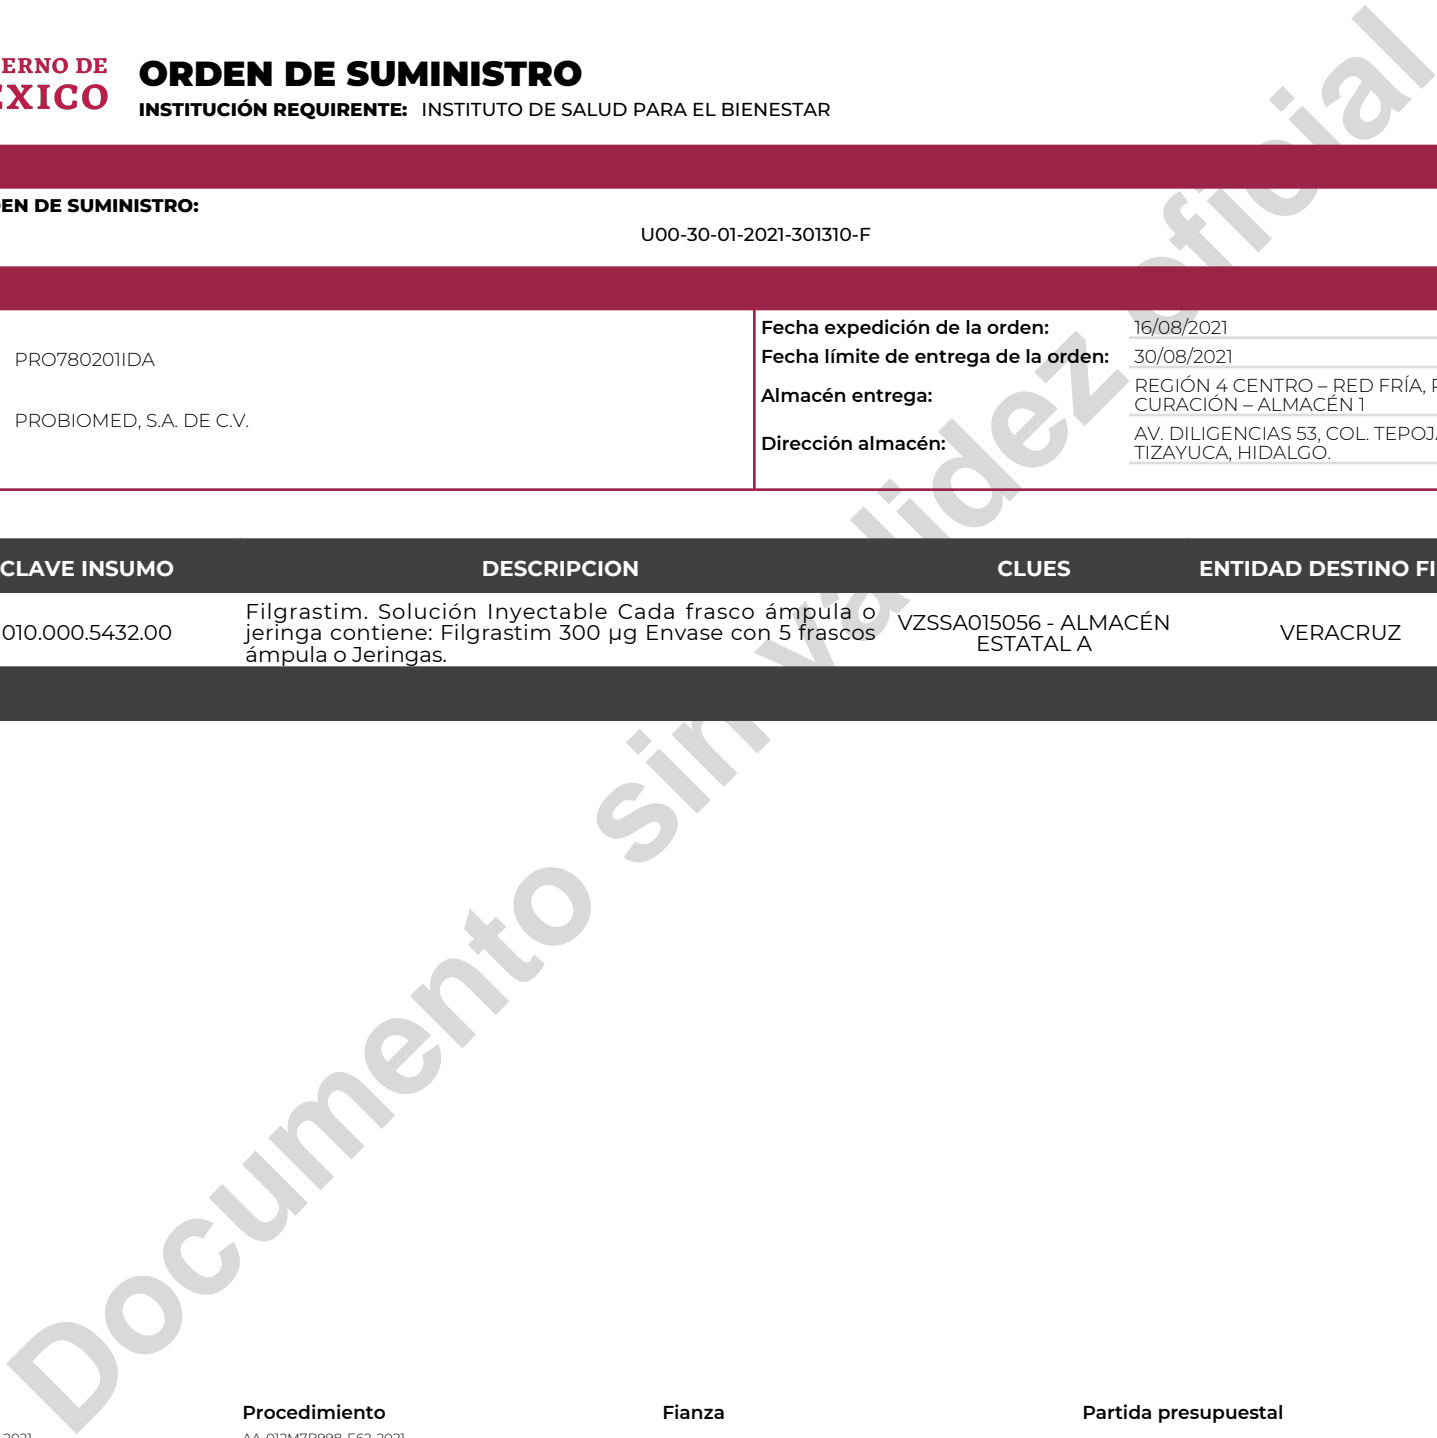 ERNO DE
EXICO
ORDEN DE SUMINISTRO
INSTITUCIÓN REQUIRENTE: INSTITUTO DE SALUD PARA EL BIENESTAR
EN DE SUMINISTRO:
U00-30-01-2021-301310-F
PRO780201IDA
PROBIOMED, S.A. DE C.V.
Fecha expedición de la orden: 16/08/2021
Fecha límite de entrega de la orden: 30/08/2021
Almacén entrega: REGIÓN 4 CENTRO – RED FRÍA,
CURACIÓN – ALMACÉN 1
Dirección almacén: AV. DILIGENCIAS 53, COL. TEPOJ
TIZAYUCA, HIDALGO.
CLAVE INSUMO DESCRIPCION CLUES ENTIDAD DESTINO FI
010.000.5432.00
Filgrastim. Solución Inyectable Cada frasco ámpula o
jeringa contiene: Filgrastim 300 µg Envase con 5 frascos
ámpula o Jeringas.
VZSSA015056 - ALMACÉN
ESTATAL A
VERACRUZ
Documento sin validez oficial
Procedimiento Fianza Partida presupuestal